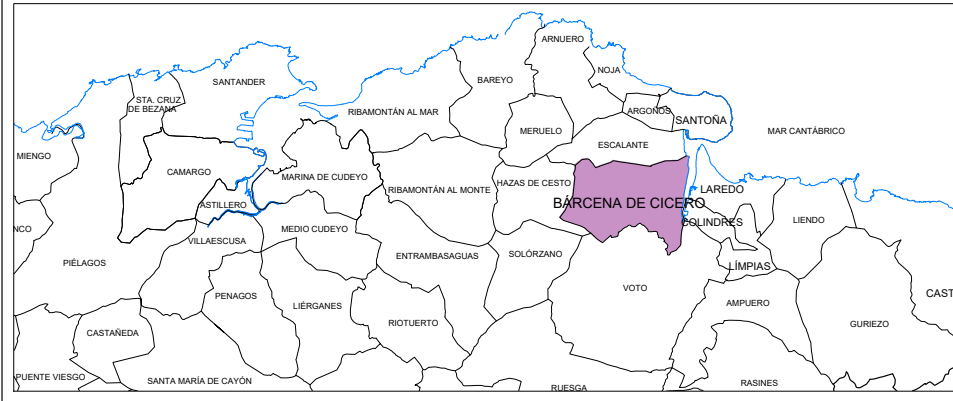 ARNUERO
NOJA
BAREYO
SANTANDER
STA. CRUZ
DE BEZANA
RIBAMONTÁN AL MAR
ARGOÑOS
SANTOÑA
MERUELO
MAR CANTÁBRICO
ESCALANTE
MIENGO
CAMARGO
MARINA DE CUDEYO
RIBAMONTÁN AL MONTE
HAZAS DE CESTO
LAREDO
ASTILLERO
BÁRCENA DE CICERO
COLINDRES
LIENDO
NCO
VILLAESCUSA
MEDIO CUDEYO
ENTRAMBASAGUAS
SOLÓRZANO
PIÉLAGOS
LÍMPIAS
VOTO
PENAGOS
LIÉRGANES
AMPUERO
CAST
RIOTUERTO
GURIEZO
CASTAÑEDA
PUENTE VIESGO
SANTA MARÍA DE CAYÓN
RUESGA
RASINES